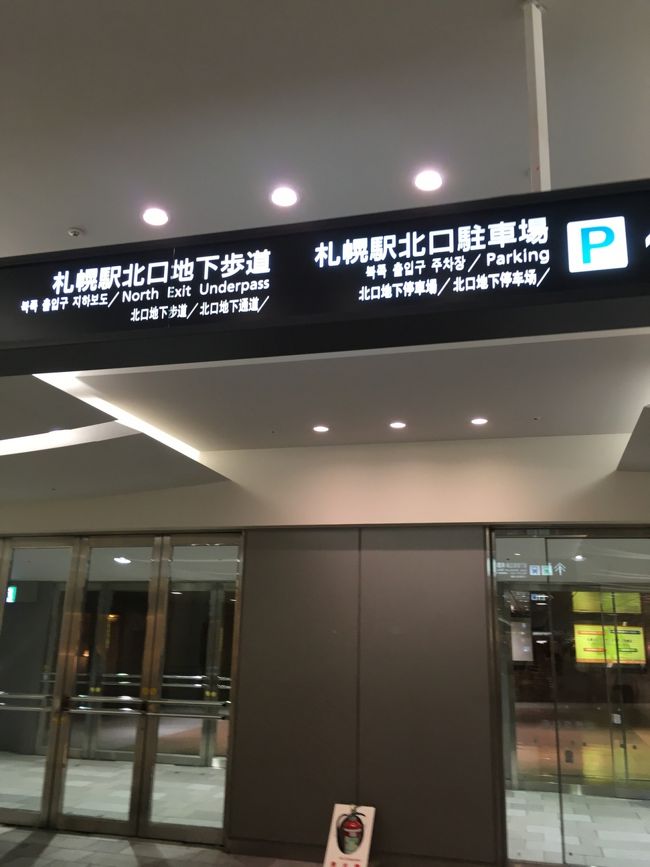 札幌駅北口地下歩道
북쪽 출입구 지하보도/North Exit Underpass
北口地下步道/北口地下通道/
札幌駅北口駐車場
북쪽 출입구 주차장/Parking
北口地下停車場/北口地下停车场/
P